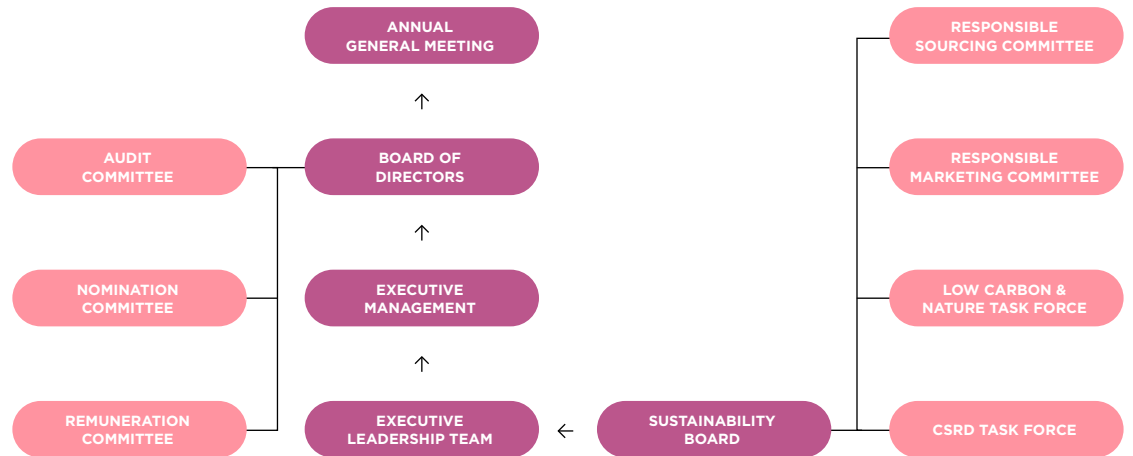 ANNUAL
GENERAL MEETING
RESPONSIBLE
SOURCING COMMITTEE
AUDIT
COMMITTEE
BOARD OF
DIRECTORS
RESPONSIBLE
MARKETING COMMITTEE
NOMINATION
COMMITTEE
EXECUTIVE
MANAGEMENT
LOW CARBON &
NATURE TASK FORCE
REMUNERATION
COMMITTEE
EXECUTIVE
LEADERSHIP TEAM
SUSTAINABILITY
BOARD
CSRD TASK FORCE